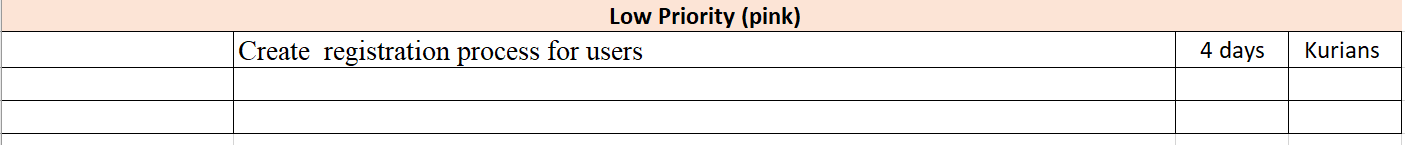 Low Priority (pink)
Create  registration process for users 4 days Kurians